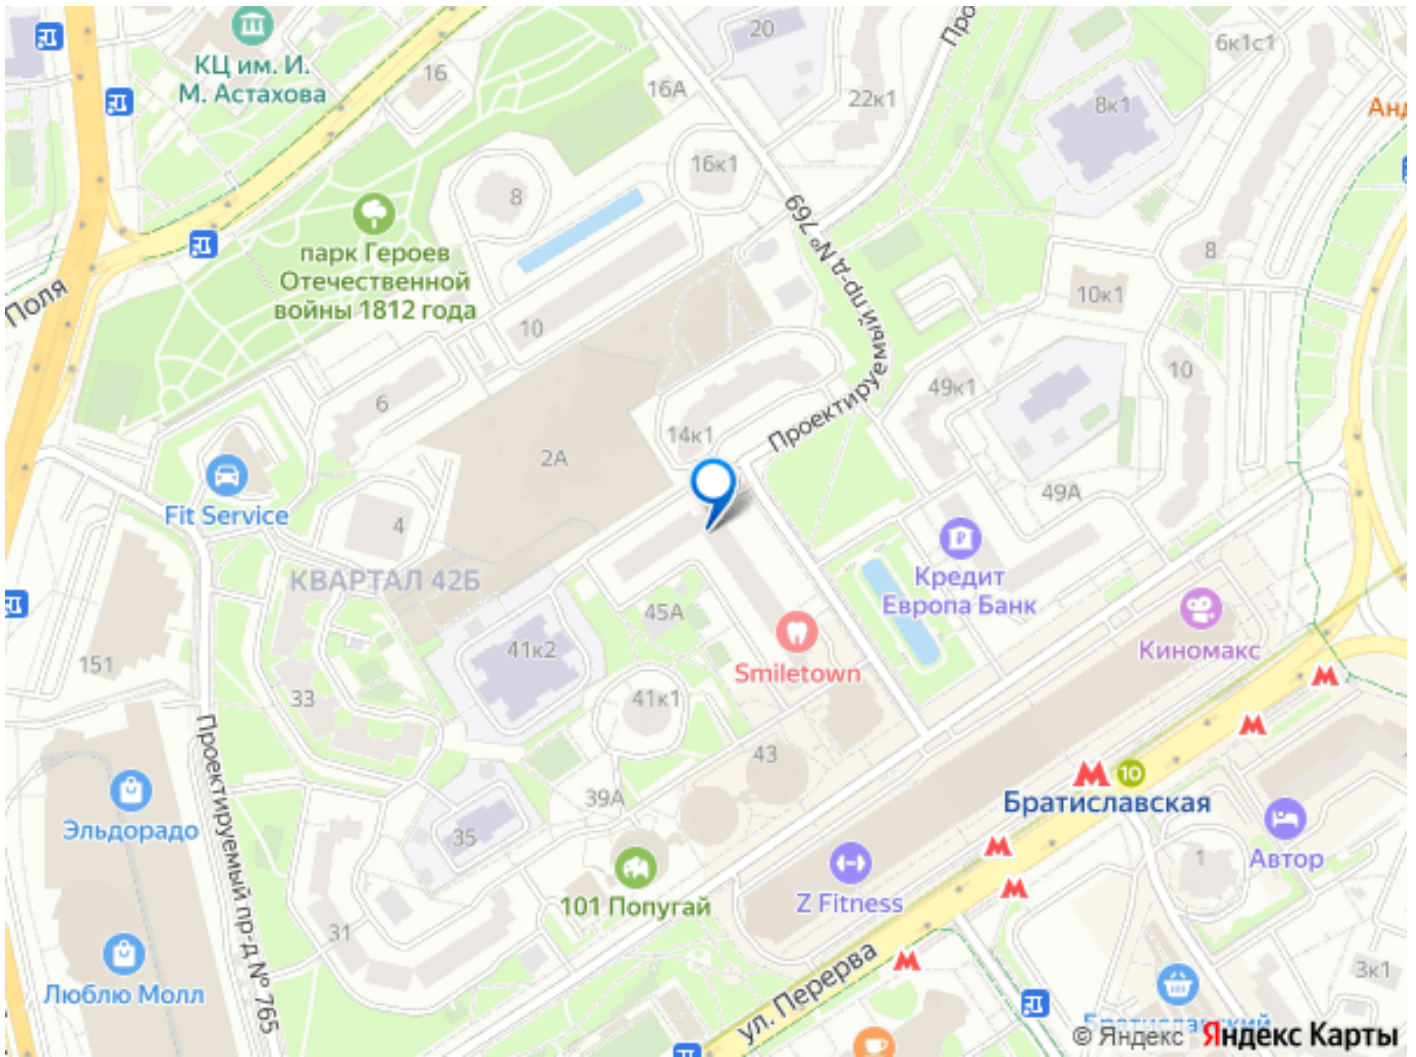 20
6к1с1
КЦ им. И.
М. Астахова
16
16А
22к1
8к1
Анд
Про
8
16к1
Проектируемый пр-д № 769
парк Героев
Отечественной
войны 1812 года
Поля
8
10к1
10
6
14к1
49к1
10
2А
49А
Fit Service
4
КВАРТАЛ 42Б
Кредит
Европа Банк
45А
Киномакс
41к2
Smiletown
151
33
41к1
43
Проектируемый пр-д № 765
10
Братиславская
Эльдорадо
39А
35
1
Автор
101 Попугай
Z Fitness
31
ул. Перерва
Люблю Молл
3к1
Братиславский
© Яндекс Яндекс Карты